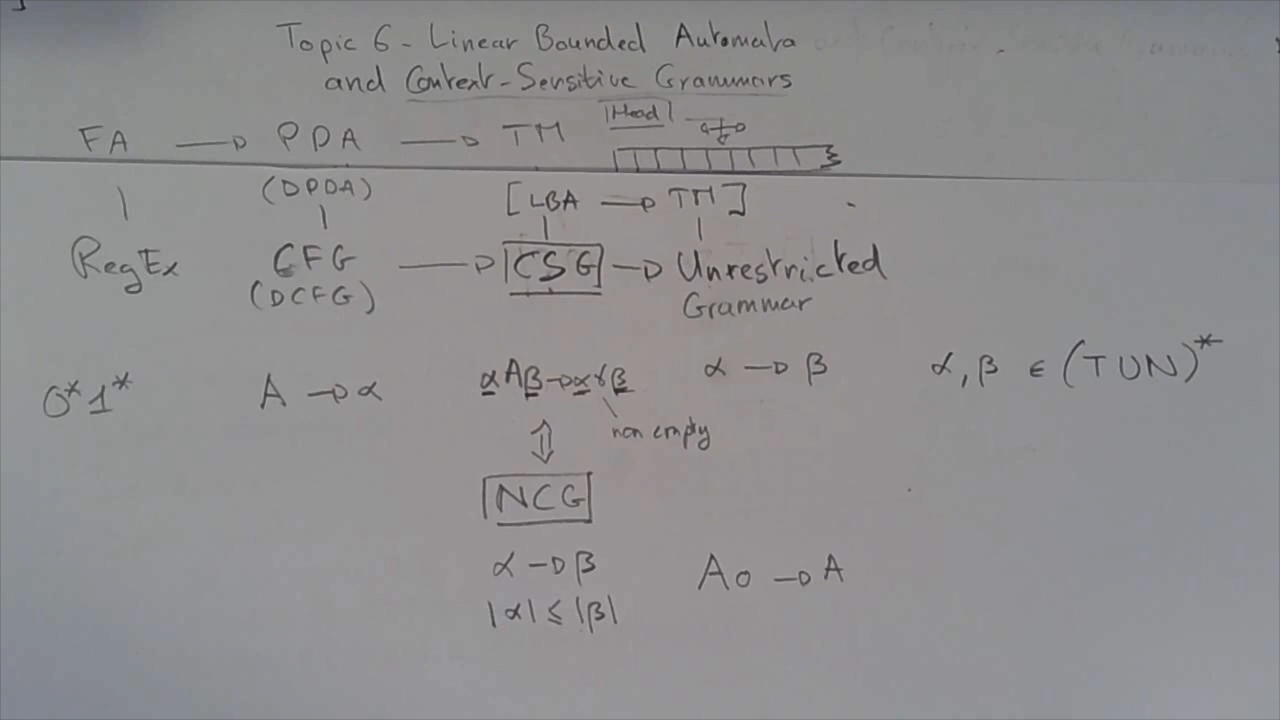 Topic 6 - Linear Bounded Automata
and Context-Sensitive Grammars
FA → PDA → TM |Head|
(DPDA) [LBA → TM]
RegEx CFG → CSG → Unrestricted
(DCFG) Grammar
0*1* A → α αAβ → αγβ α → β α, β ∈ (T∪N)*
non empty
⇕
NCG
α → β A0 → A
|α| ≤ |β|